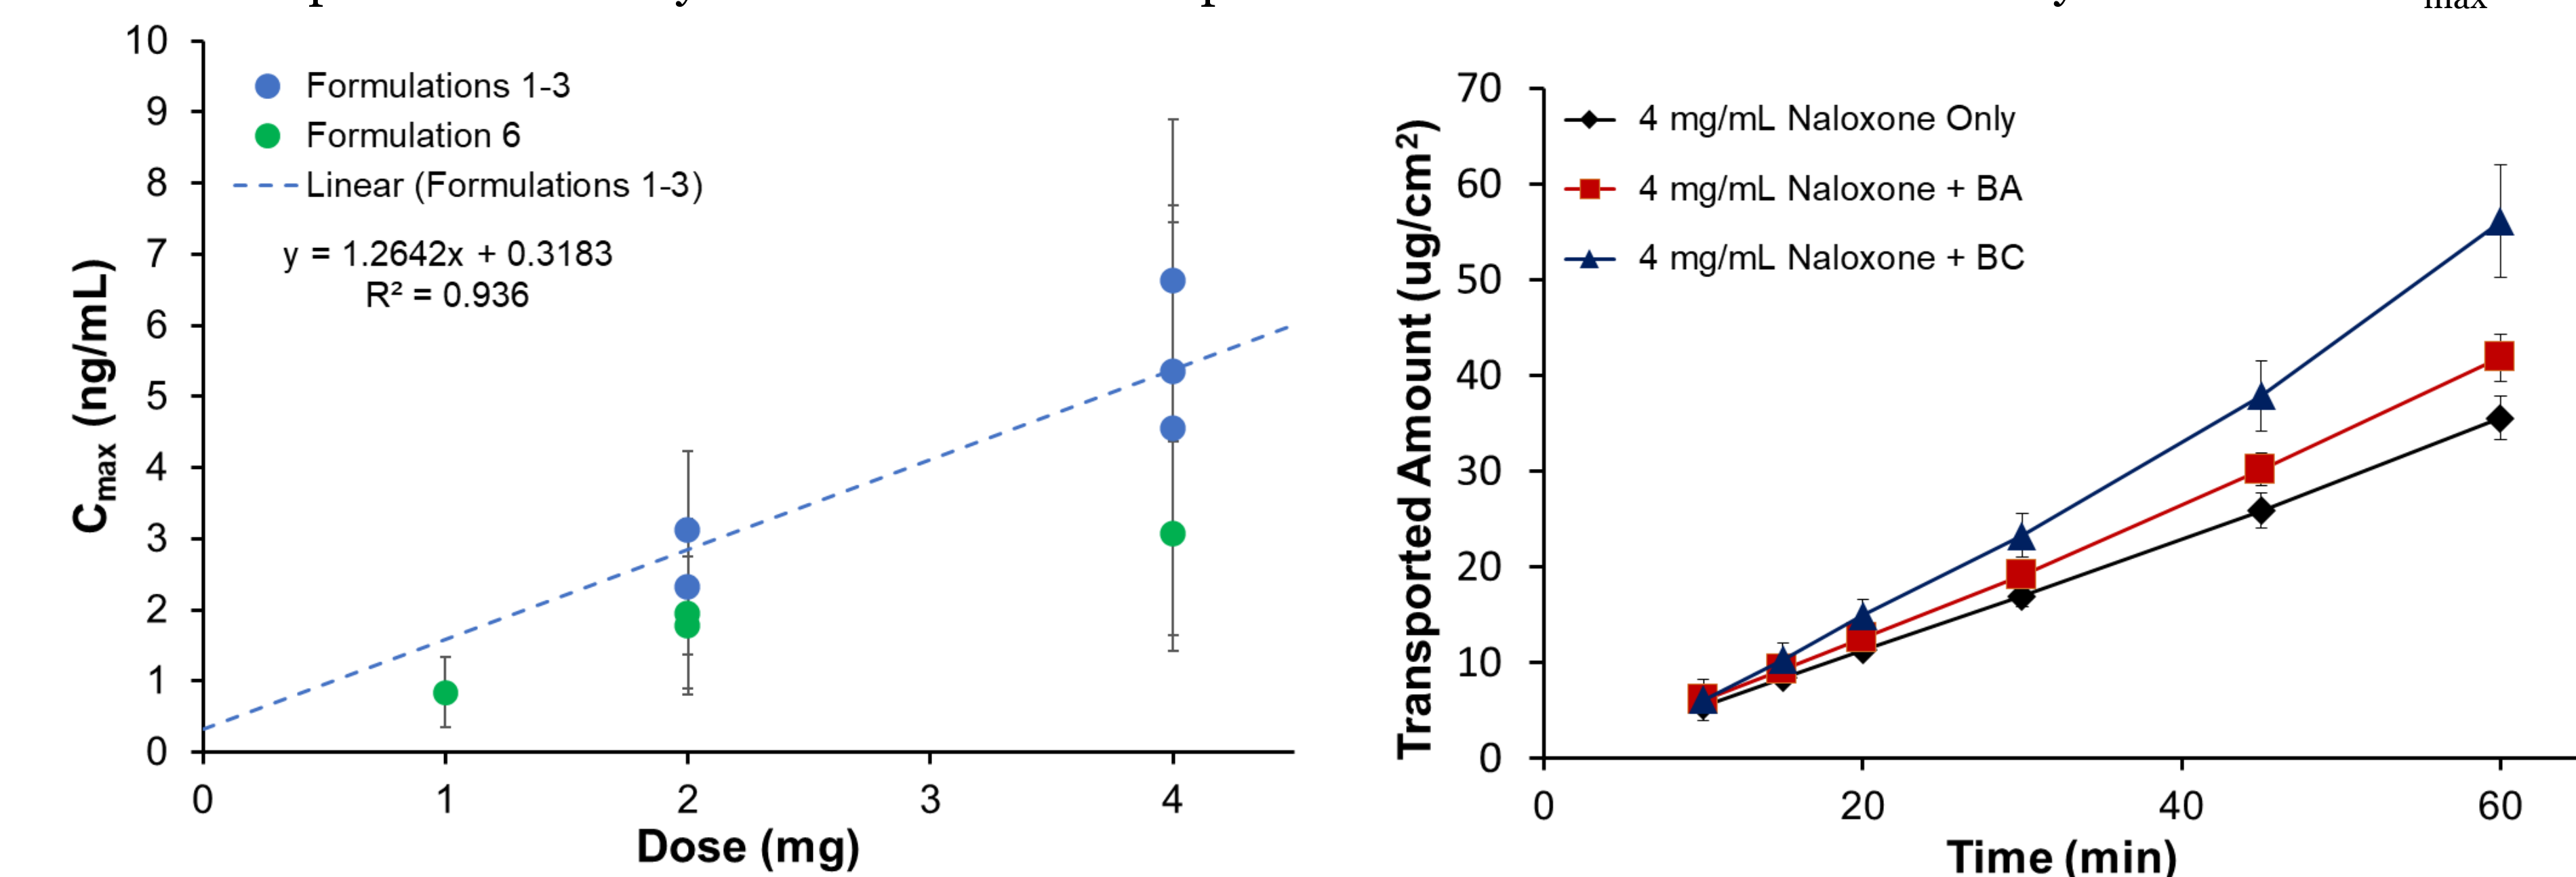 max
10
9
8
7
6
5
4
3
2
1
0
C_max (ng/mL)
Formulations 1-3
Formulation 6
Linear (Formulations 1-3)
y = 1.2642x + 0.3183
R² = 0.936
0 1 2 3 4
Dose (mg)
70
60
50
40
30
20
10
0
Transported Amount (ug/cm²)
4 mg/mL Naloxone Only
4 mg/mL Naloxone + BA
4 mg/mL Naloxone + BC
0 20 40 60
Time (min)